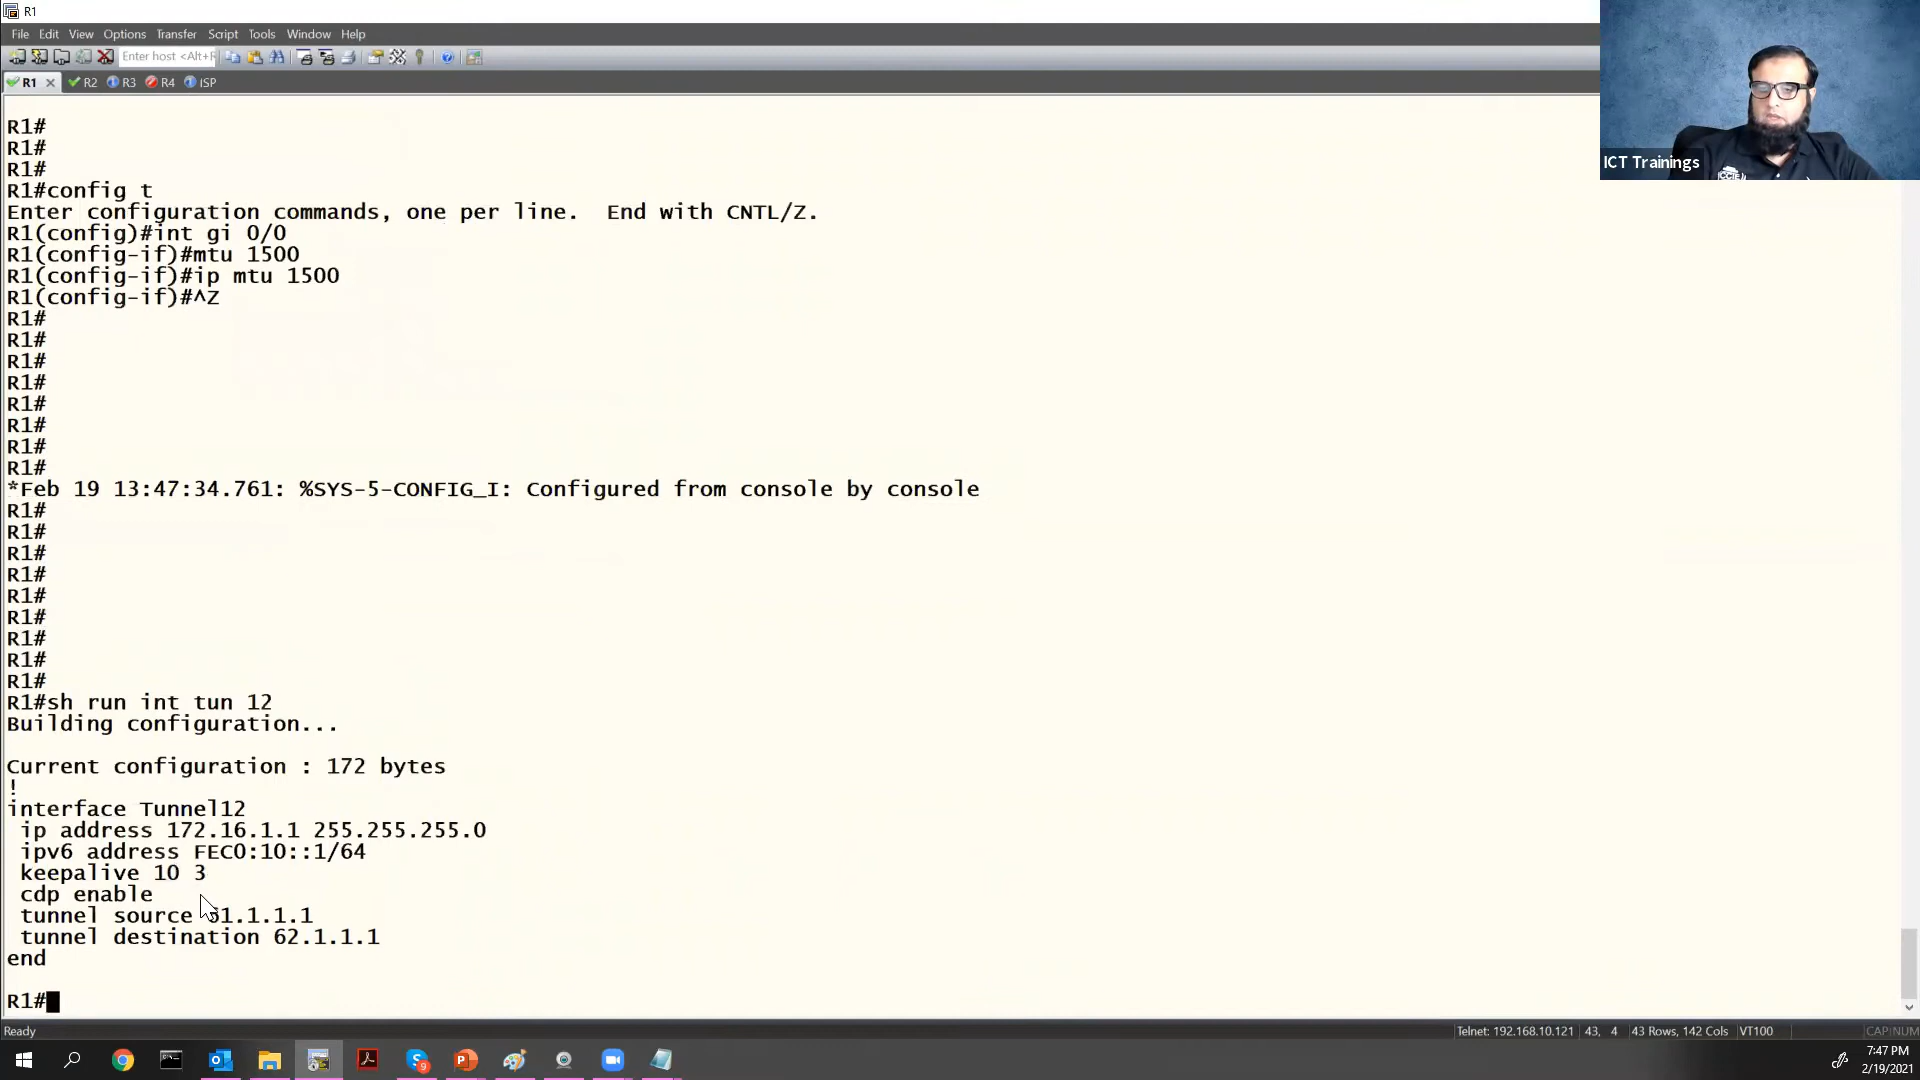 R1
File Edit View Options Transfer Script Tools Window Help
Enter host <Alt+R
R1 R2 R3 R4 ISP
ICT Trainings
R1#
R1#
R1#
R1#config t
Enter configuration commands, one per line.  End with CNTL/Z.
R1(config)#int gi 0/0
R1(config-if)#mtu 1500
R1(config-if)#ip mtu 1500
R1(config-if)#^Z
R1#
R1#
R1#
R1#
R1#
R1#
R1#
R1#
*Feb 19 13:47:34.761: %SYS-5-CONFIG_I: Configured from console by console
R1#
R1#
R1#
R1#
R1#
R1#
R1#
R1#
R1#
R1#sh run int tun 12
Building configuration...
Current configuration : 172 bytes
!
interface Tunnel12
ip address 172.16.1.1 255.255.255.0
ipv6 address FEC0:10::1/64
keepalive 10 3
cdp enable
tunnel source 61.1.1.1
tunnel destination 62.1.1.1
end
R1#
Ready
Telnet: 192.168.10.121 43, 4 43 Rows, 142 Cols VT100 CAP NUM
7:47 PM
2/19/2021